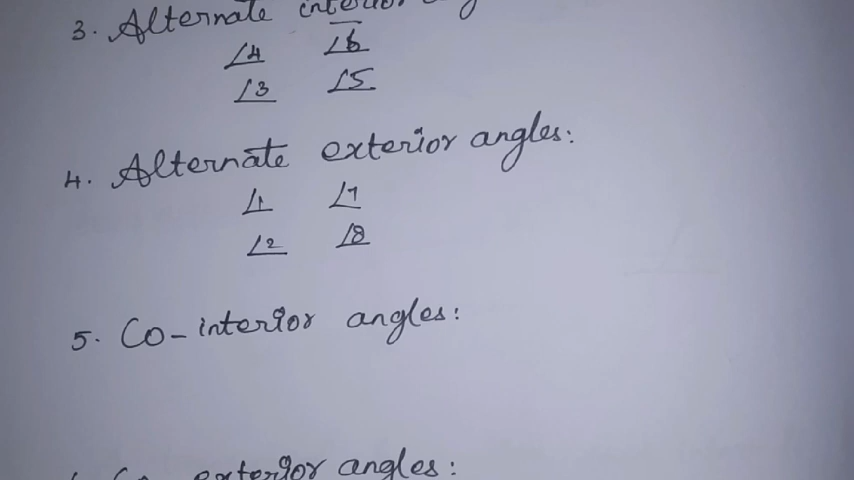 3. Alternate interior
∠4 ∠6
∠3 ∠5
4. Alternate exterior angles:
∠1 ∠7
∠2 ∠8
5. Co-interior angles:
exterior angles: